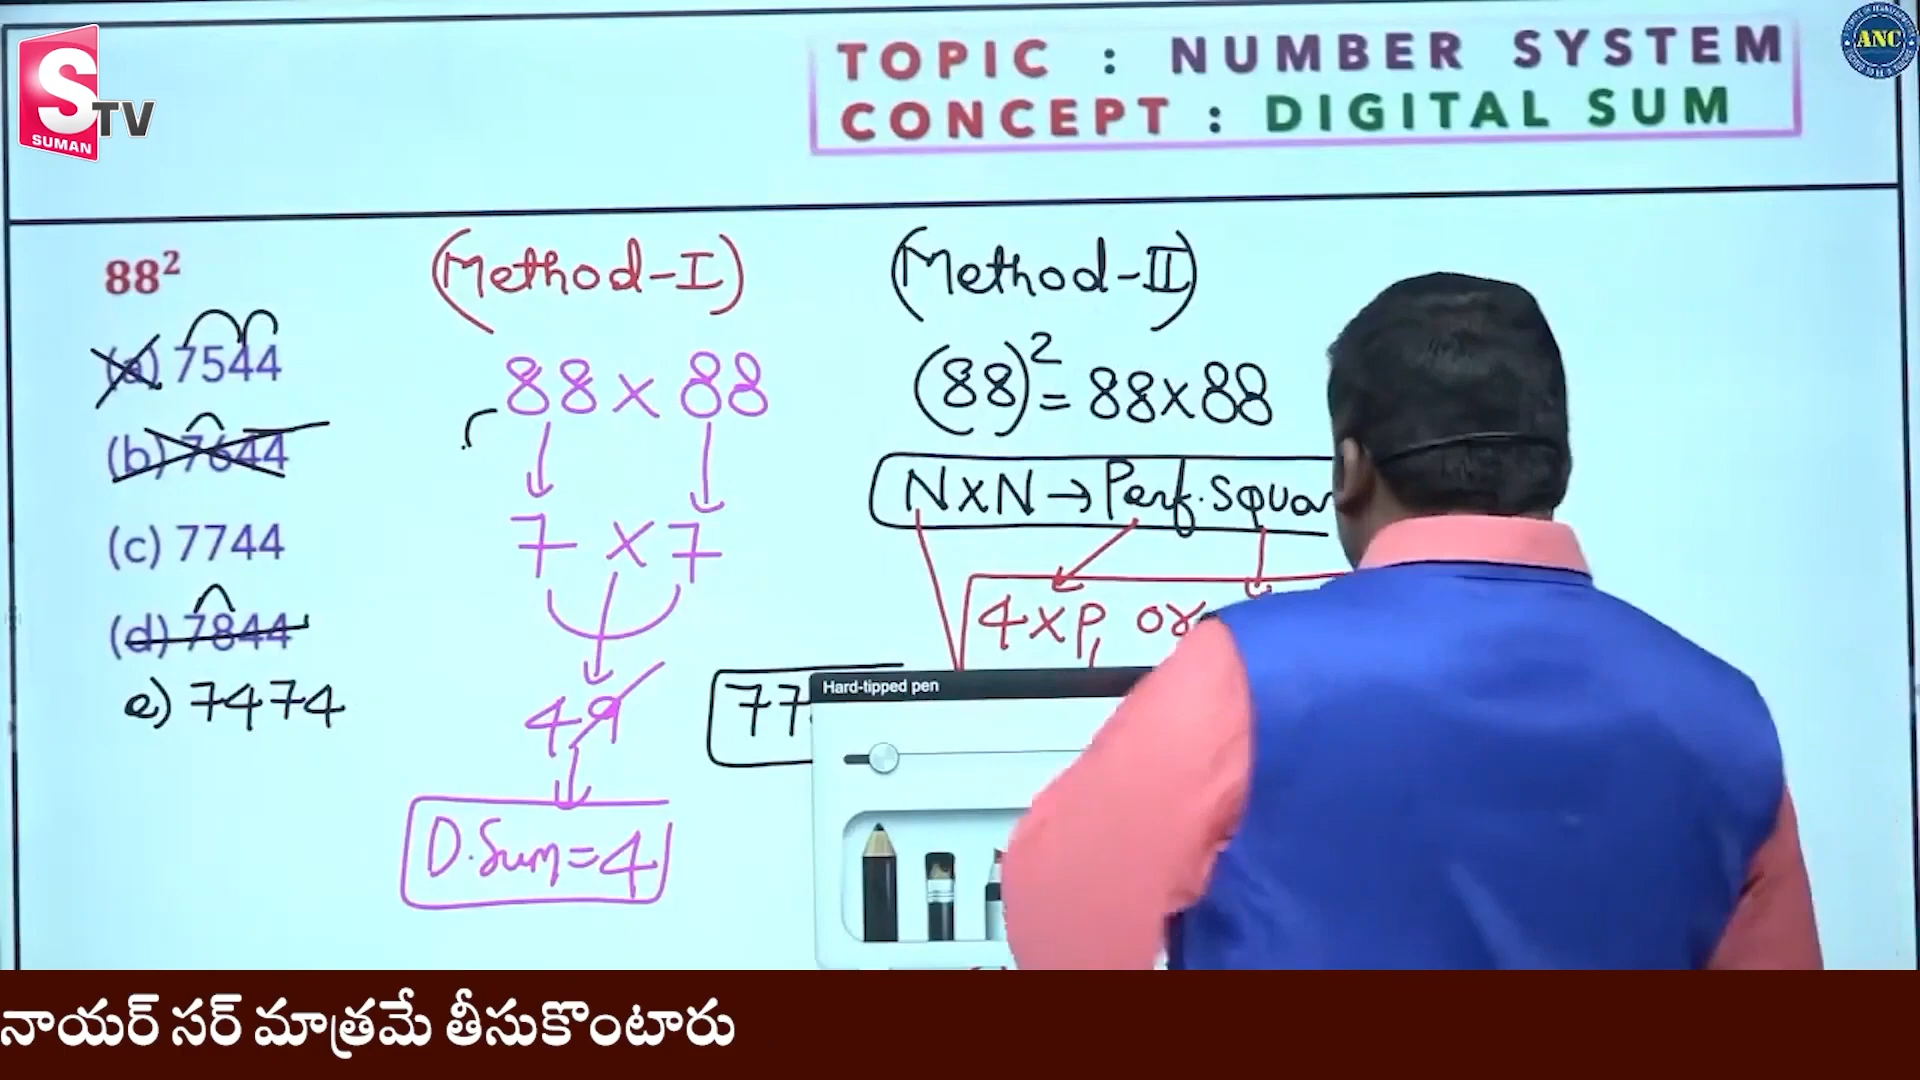 S TV
SUMAN
TOPIC : NUMBER SYSTEM
CONCEPT : DIGITAL SUM
ANC
88²
(a) 7544
(b) 7644
(c) 7744
(d) 7844
e) 7474
(Method-I)
88 × 88
7 × 7
49
D.Sum=4
(Method-II)
(88)² = 88×88
N×N → Perf. Squar
4×P or
77
Hard-tipped pen
నాయర్ సర్ మాత్రమే తీసుకొంటారు